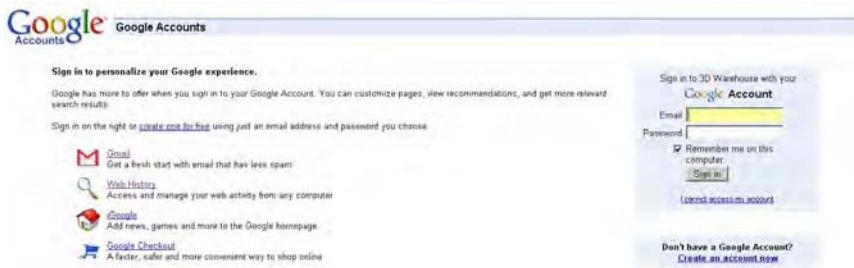 Google
Accounts
Google Accounts
Sign in to personalize your Google experience.
Google has more to offer when you sign in to your Google Account. You can customize pages, view recommendations, and get more relevant
search results.
Sign in on the right or create one for free using just an email address and password you choose.
Gmail
Get a fresh start with email that has less spam
Web History
Access and manage your web activity from any computer
iGoogle
Add news, games and more to the Google homepage
Google Checkout
A faster, safer and more convenient way to shop online
Sign in to 3D Warehouse with your
Google Account
Email
Password
Remember me on this
computer.
Sign in
I cannot access my account
Don't have a Google Account?
Create an account now